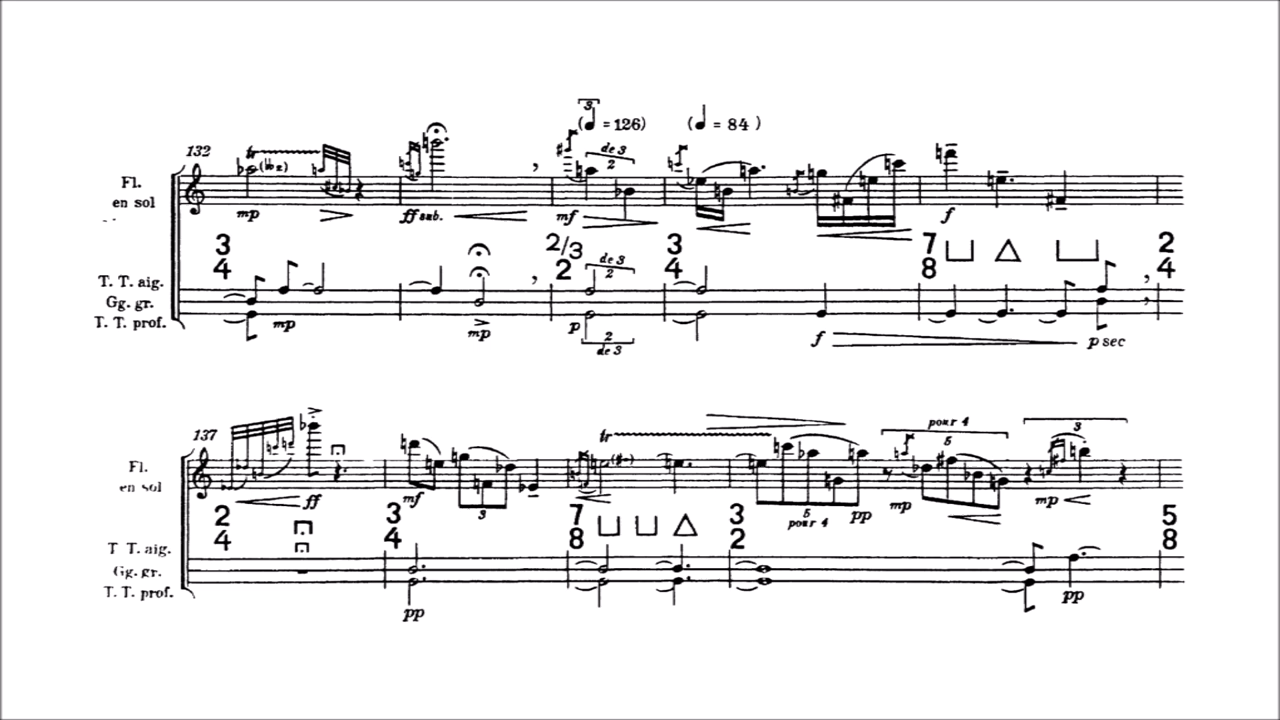 3
(♩ = 126) (♩ = 84 )
132 tr (♭♮) de 3
2
Fl.
en sol
mp ff sub. mf f
3 2/3 3 7 2
4 2 4 8 4
de 3
2
T. T. aig.
Gg. gr.
T. T. prof.
mp mp p f p sec
2
de 3
137 tr (♯) pour 4 3
5
Fl.
en sol
ff mf 3 5 pp mp mp
pour 4
2 3 7 3 5
4 4 8 2 8
T. T. aig.
Gg. gr.
T. T. prof.
pp pp